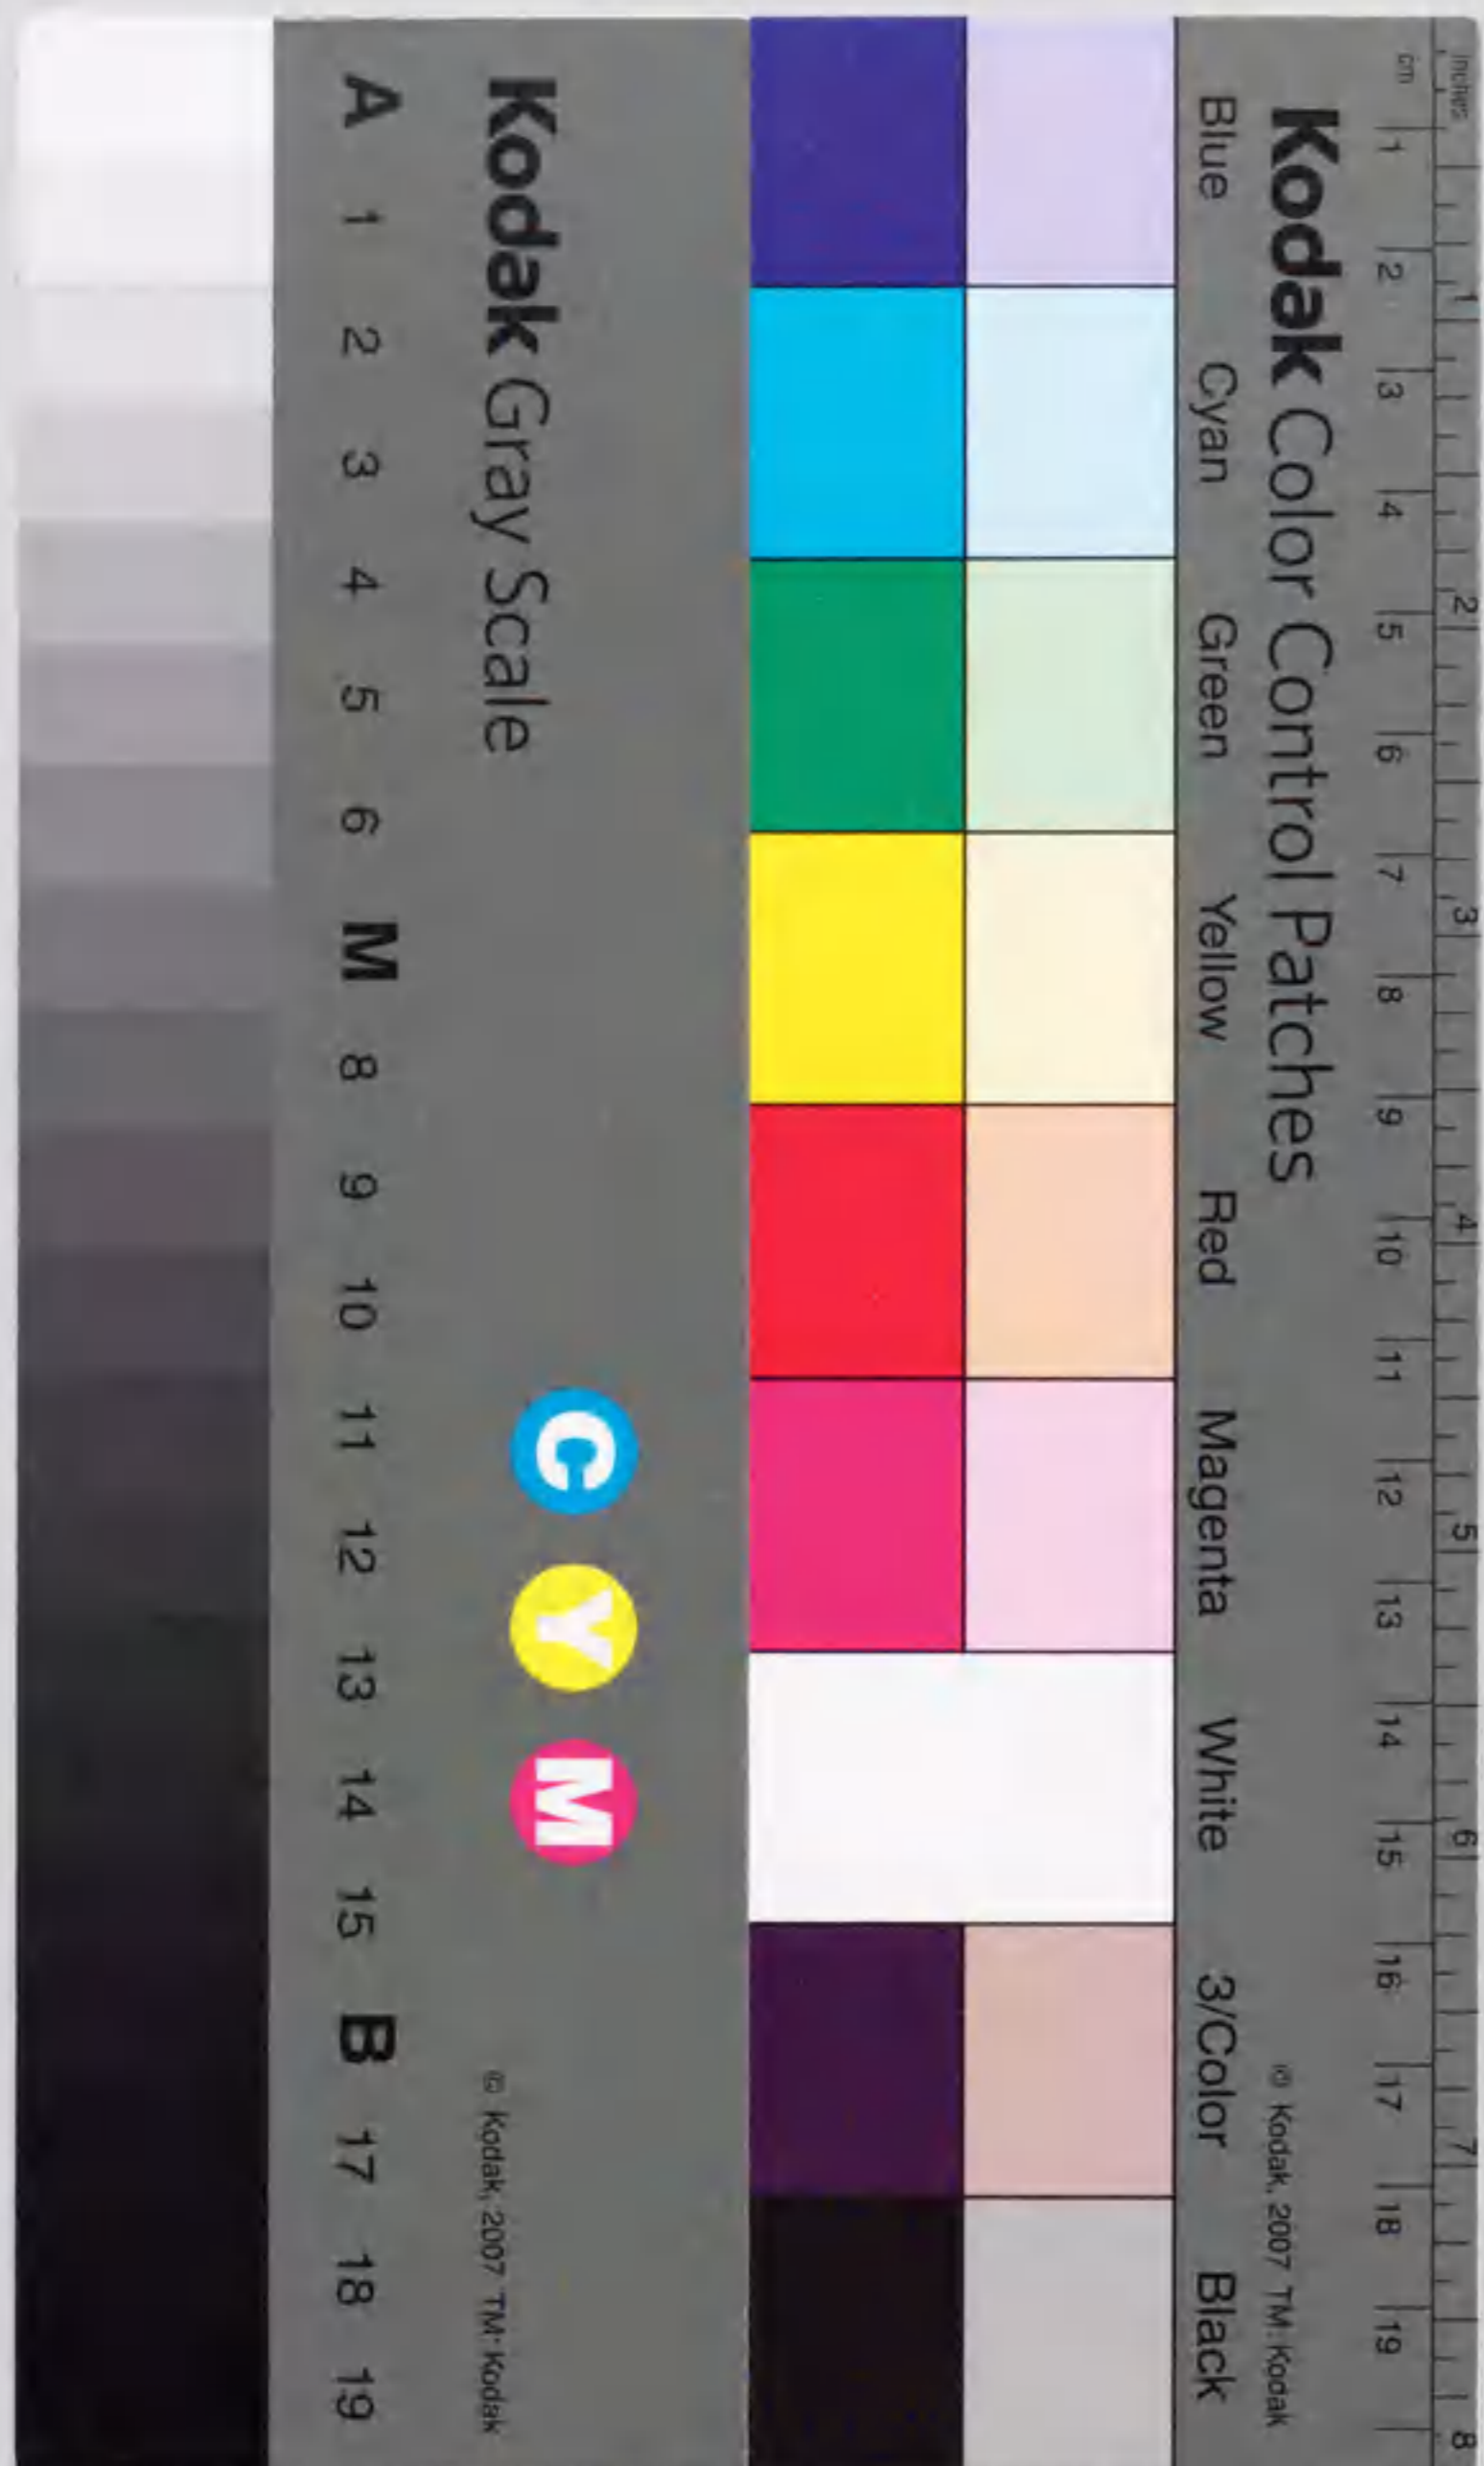 inches 1 2 3 4 5 6 7 8
cm 1 2 3 4 5 6 7 8 9 10 11 12 13 14 15 16 17 18 19
Kodak Color Control Patches
© Kodak, 2007 TM: Kodak
Blue Cyan Green Yellow Red Magenta White 3/Color Black
C Y M
Kodak Gray Scale
© Kodak, 2007 TM: Kodak
A 1 2 3 4 5 6 M 8 9 10 11 12 13 14 15 B 17 18 19